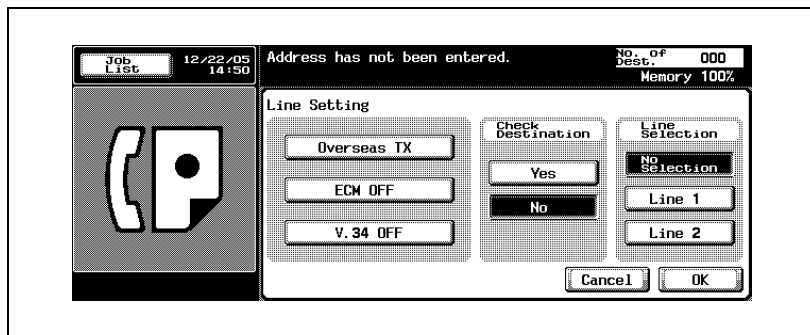 Job List
12/22/05
14:50
Address has not been entered.
No. of Dest. 000
Memory 100%
Line Setting
Overseas TX
ECM OFF
V.34 OFF
Check Destination
Yes
No
Line Selection
No Selection
Line 1
Line 2
Cancel
OK